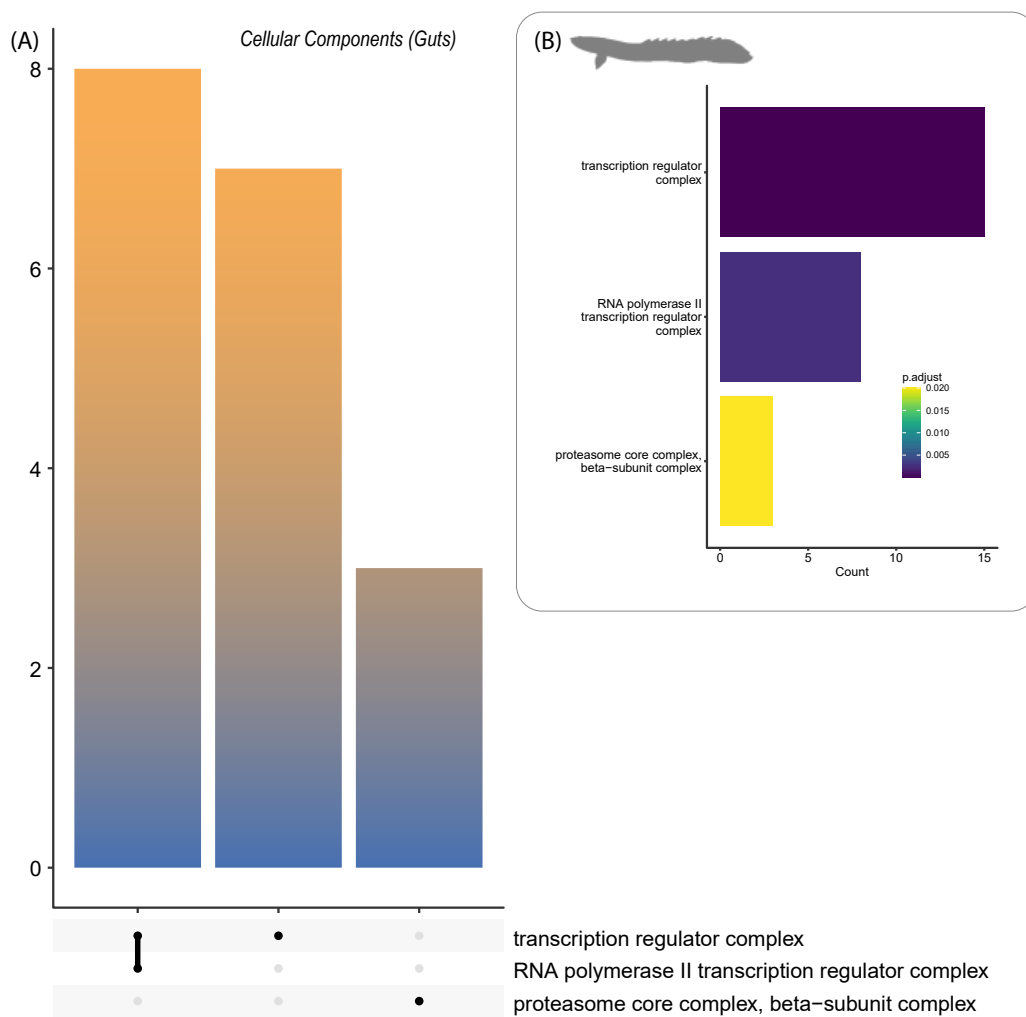 (A)
Cellular Components (Guts)
8
6
4
2
0
transcription regulator complex
RNA polymerase II transcription regulator complex
proteasome core complex, beta−subunit complex
(B)
transcription regulator
complex
RNA polymerase II
transcription regulator
complex
proteasome core complex,
beta−subunit complex
p.adjust
0.020
0.015
0.010
0.005
0
5
10
15
Count